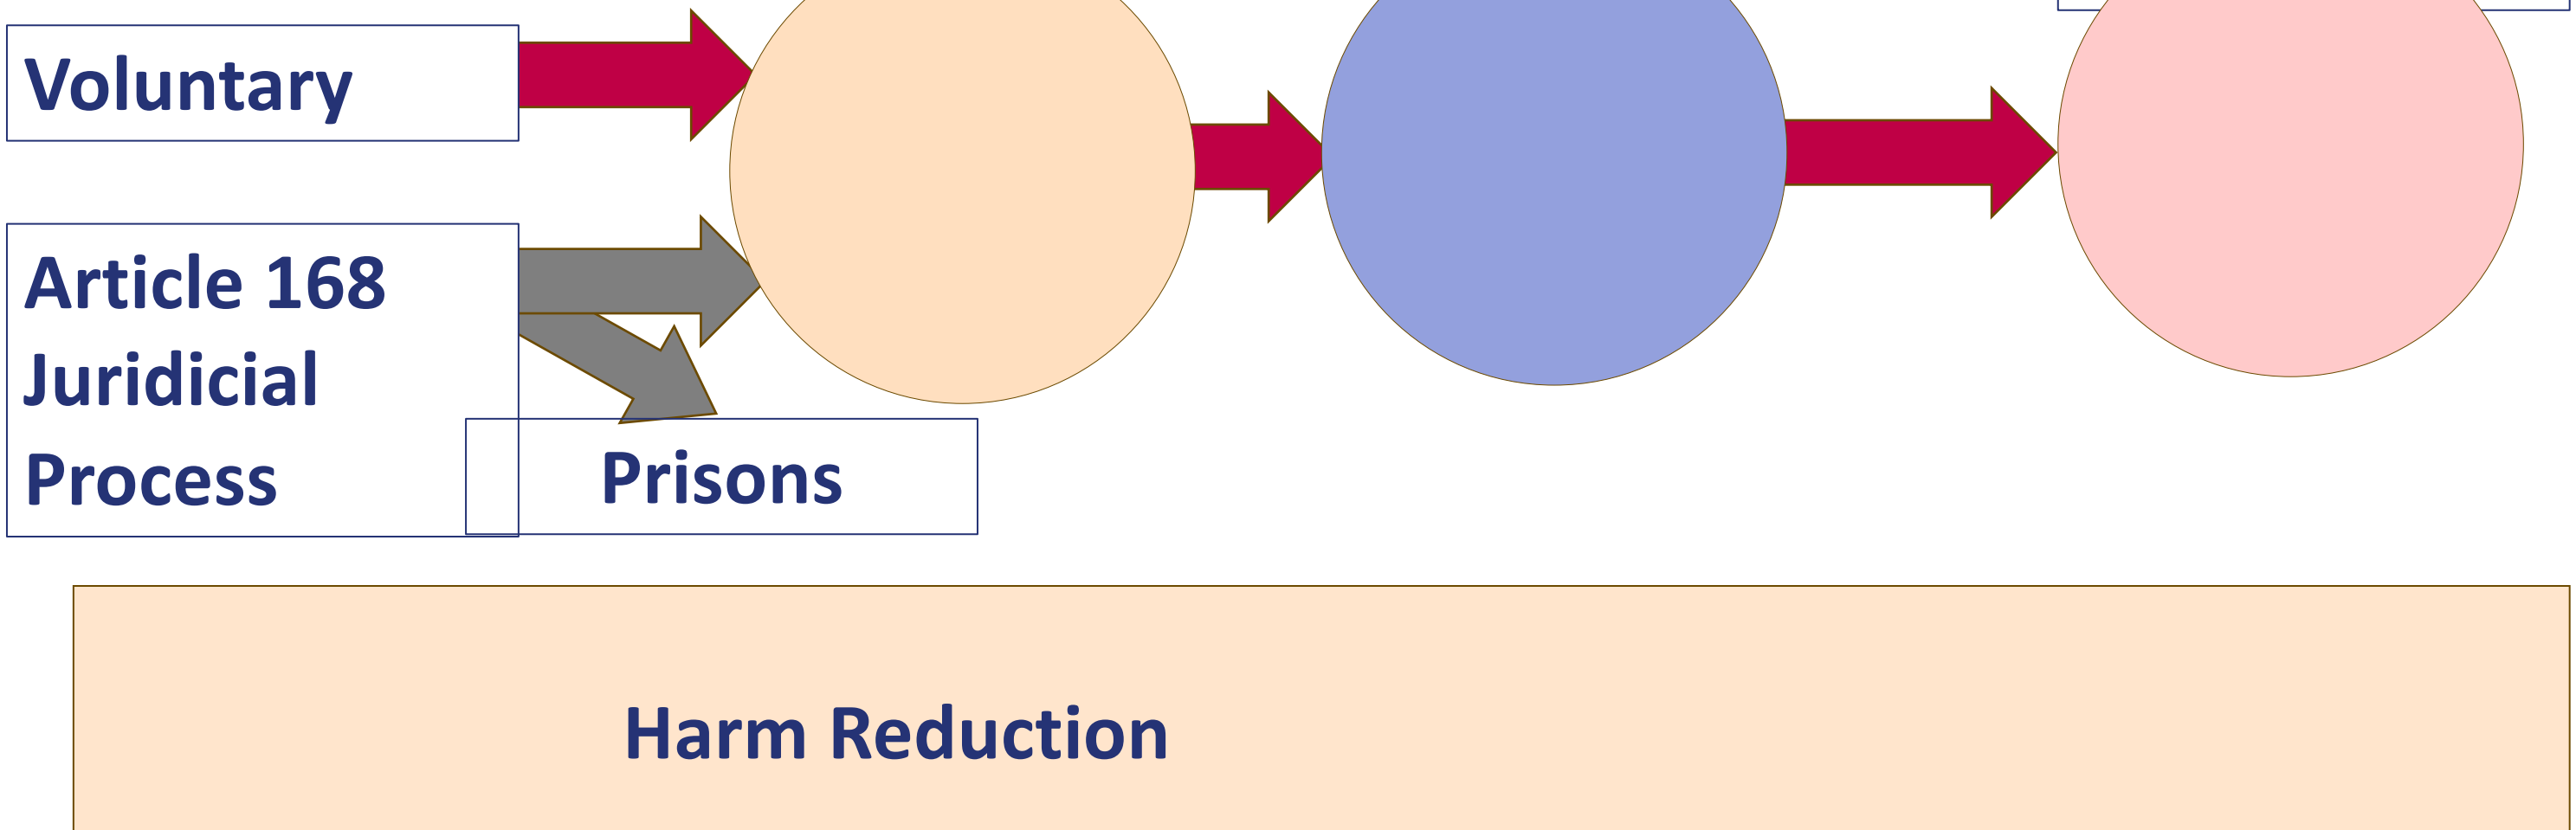 Voluntary
Article 168
Juridicial
Process
Prisons
Harm Reduction